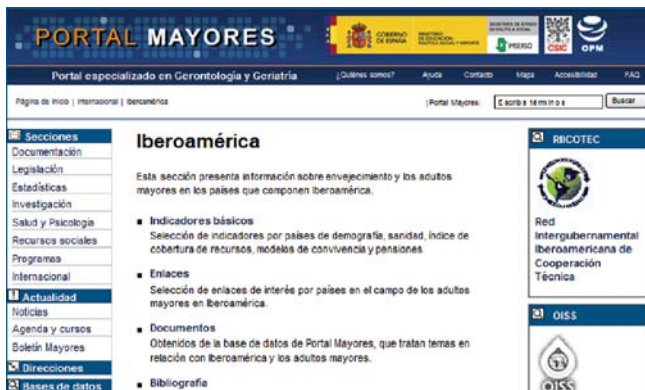 PORTAL MAYORES
GOBIERNO
DE ESPAÑA
MINISTERIO
DE EDUCACIÓN,
IMSERSO
CSIC
OPM
Portal especializado en Gerontología y Geriatría
¿Quiénes somos?
Ayuda
Contacto
Mapa
Accesibilidad
FAQ
Página de inicio | Internacional | Iberoamérica
| Portal Mayores:
Escriba términos
Buscar
Secciones
Documentación
Legislación
Estadísticas
Investigación
Salud y Psicología
Recursos sociales
Programas
Internacional
Actualidad
Noticias
Agenda y cursos
Boletín Mayores
Direcciones
Bases de datos
Iberoamérica
Esta sección presenta información sobre envejecimiento y los adultos
mayores en los países que componen Iberoamérica.
Indicadores básicos
Selección de indicadores por países de demografía, sanidad, índice de
cobertura de recursos, modelos de convivencia y pensiones
Enlaces
Selección de enlaces de interés por países en el campo de los adultos
mayores en Iberoamérica.
Documentos
Obtenidos de la base de datos de Portal Mayores, que tratan temas en
relación con Iberoamérica y los adultos mayores.
Bibliografía
RIICOTEC
Red
Intergubernamental
Iberoamericana de
Cooperación
Técnica
OISS
OISS